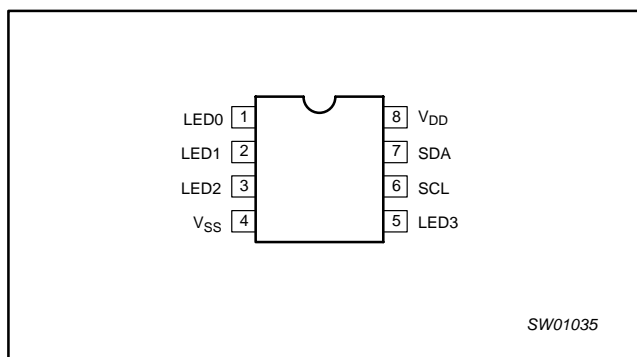 LED0 1 8 VDD
LED1 2 7 SDA
LED2 3 6 SCL
VSS 4 5 LED3
SW01035